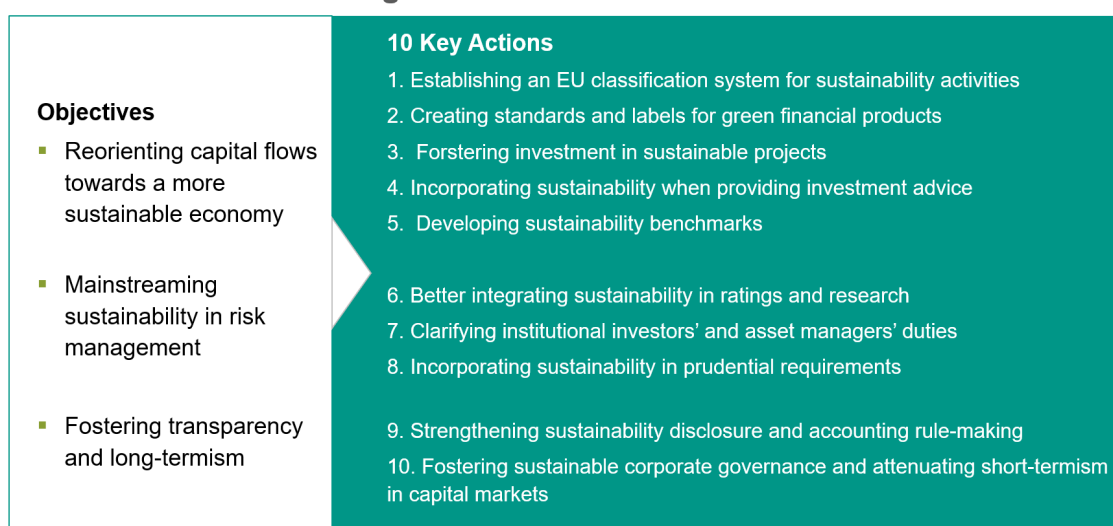 Objectives
▪ Reorienting capital flows
towards a more
sustainable economy
▪ Mainstreaming
sustainability in risk
management
▪ Fostering transparency
and long-termism
10 Key Actions
1. Establishing an EU classification system for sustainability activities
2. Creating standards and labels for green financial products
3. Forstering investment in sustainable projects
4. Incorporating sustainability when providing investment advice
5. Developing sustainability benchmarks
6. Better integrating sustainability in ratings and research
7. Clarifying institutional investors’ and asset managers’ duties
8. Incorporating sustainability in prudential requirements
9. Strengthening sustainability disclosure and accounting rule-making
10. Fostering sustainable corporate governance and attenuating short-termism
in capital markets